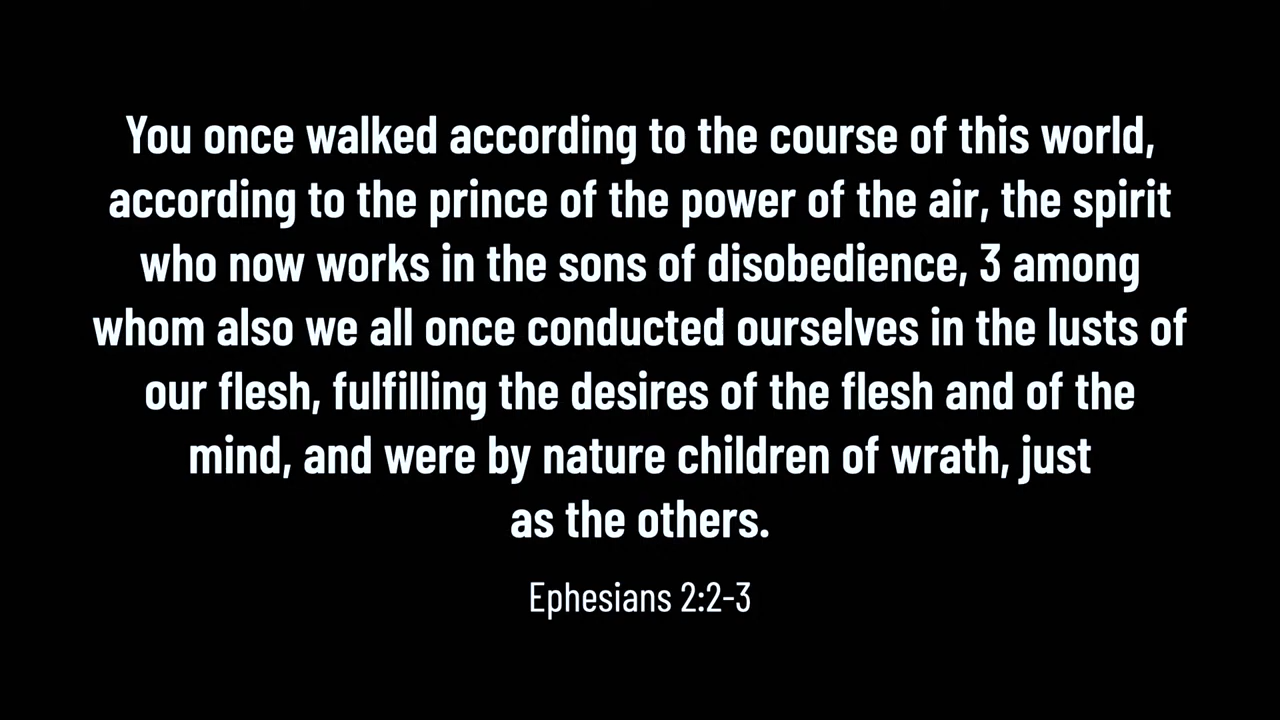 You once walked according to the course of this world,
according to the prince of the power of the air, the spirit
who now works in the sons of disobedience, 3 among
whom also we all once conducted ourselves in the lusts of
our flesh, fulfilling the desires of the flesh and of the
mind, and were by nature children of wrath, just
as the others.
Ephesians 2:2-3